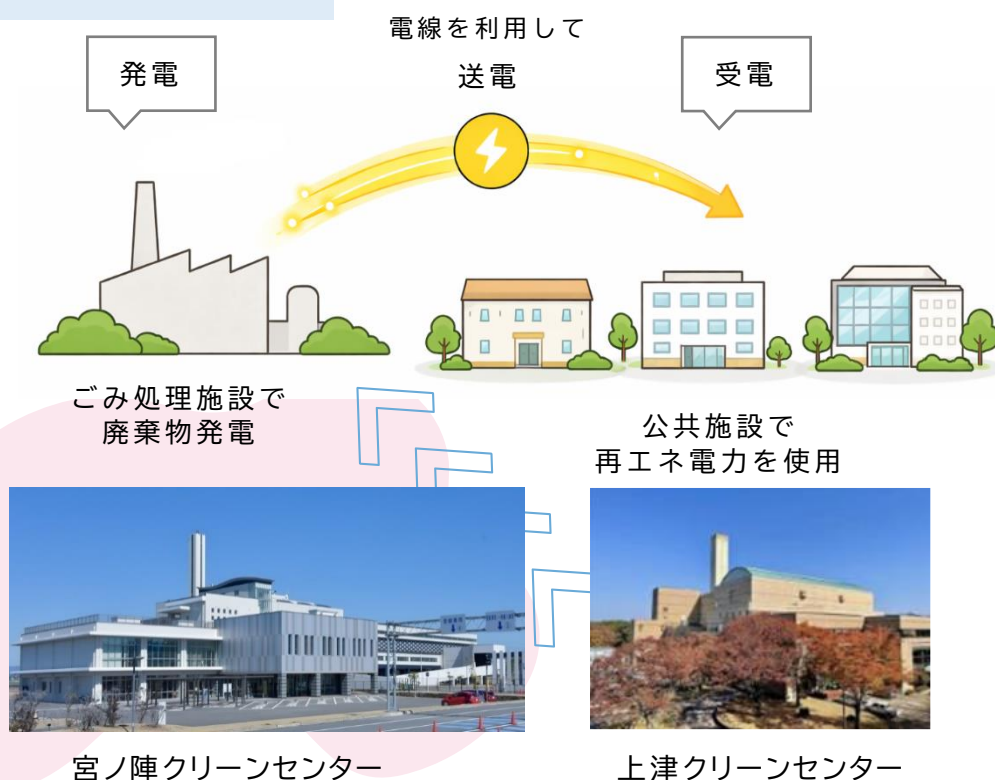 電線を利用して
発電
送電
受電
ごみ処理施設で
廃棄物発電
公共施設で
再エネ電力を使用
宮ノ陣クリーンセンター
上津クリーンセンター